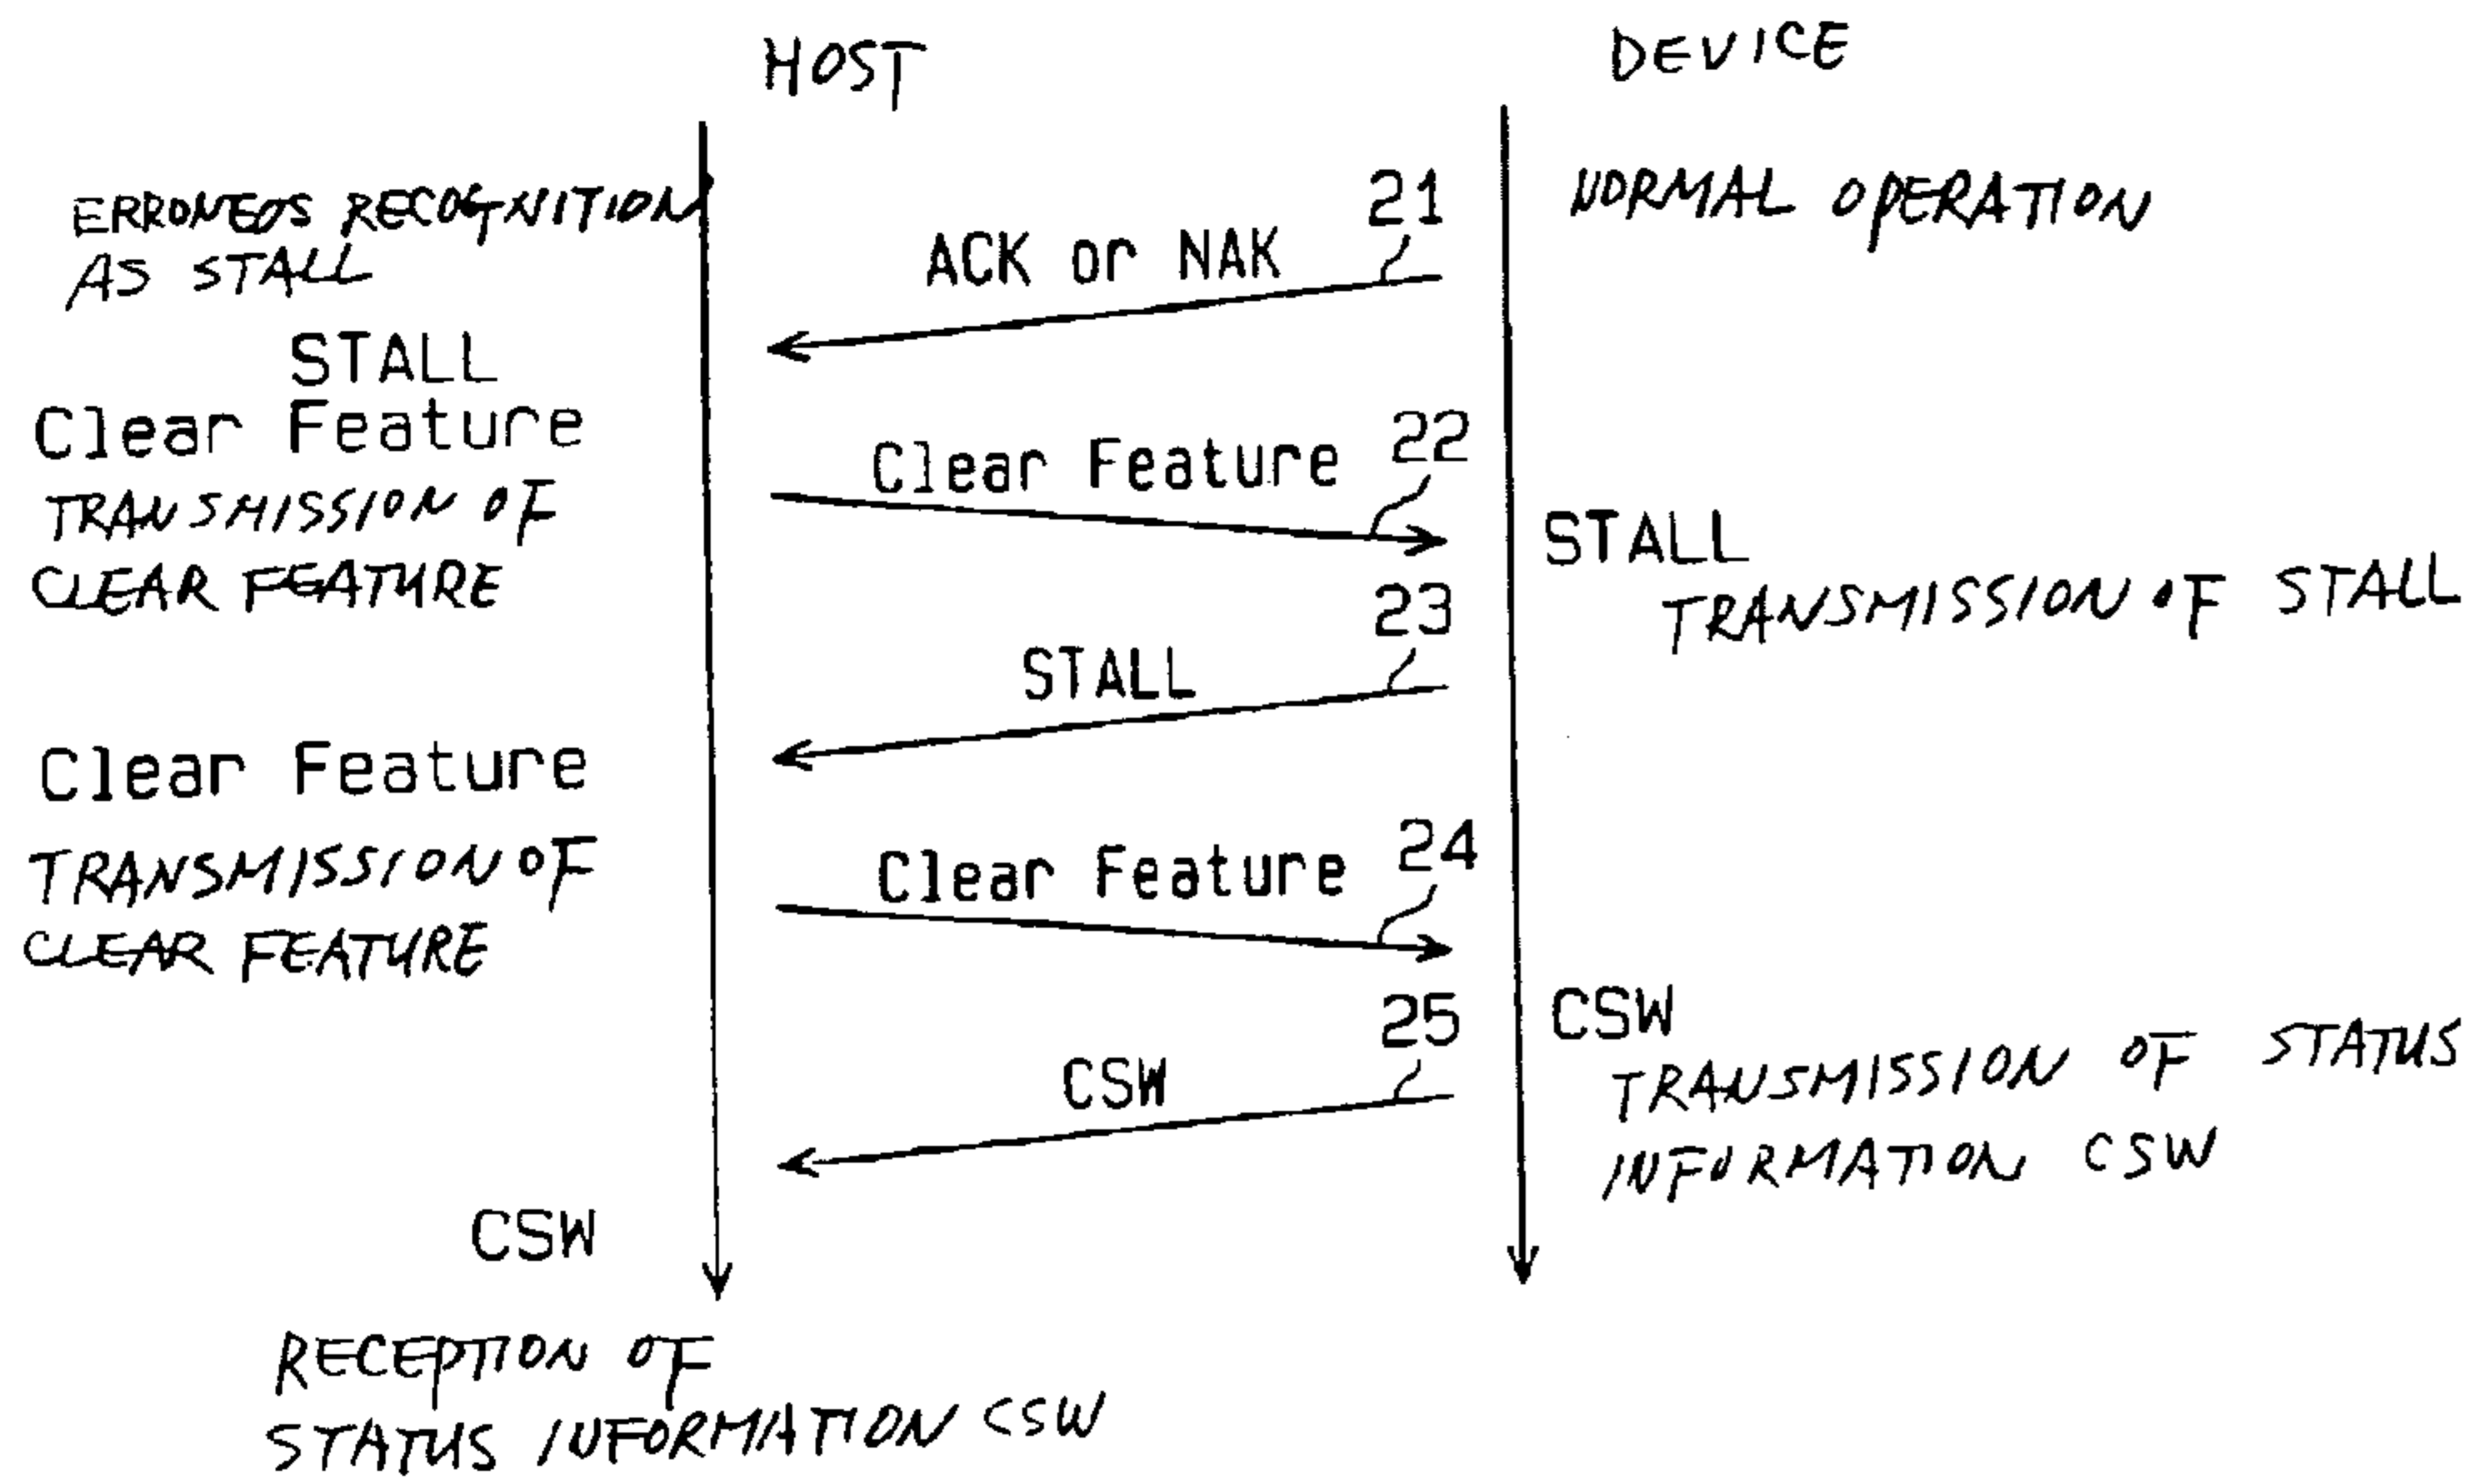 HOST
DEVICE
ERRONEOS RECOGNITION
AS STALL
21
NORMAL OPERATION
ACK or NAK
STALL
Clear Feature
TRANSMISSION OF
CLEAR FEATURE
22
Clear Feature
STALL
TRANSMISSION OF STALL
23
STALL
Clear Feature
TRANSMISSION OF
CLEAR FEATURE
24
Clear Feature
25
CSW
CSW
TRANSMISSION OF STATUS
INFORMATION CSW
CSW
RECEPTION OF
STATUS INFORMATION CSW